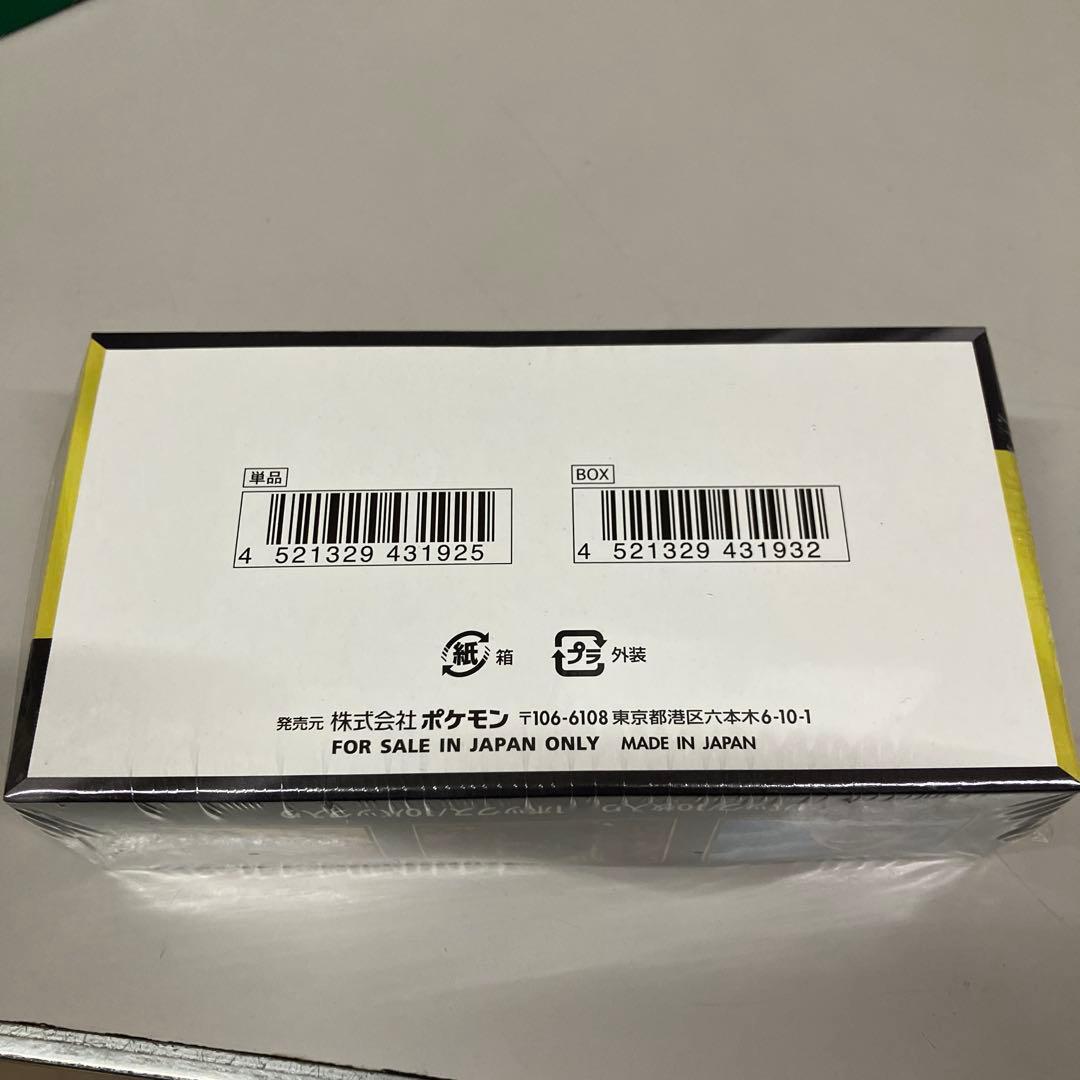 単品
4 521329 431925
BOX
4 521329 431932
紙 箱
プラ 外装
発売元 株式会社ポケモン 〒106-6108 東京都港区六本木6-10-1
FOR SALE IN JAPAN ONLY MADE IN JAPAN